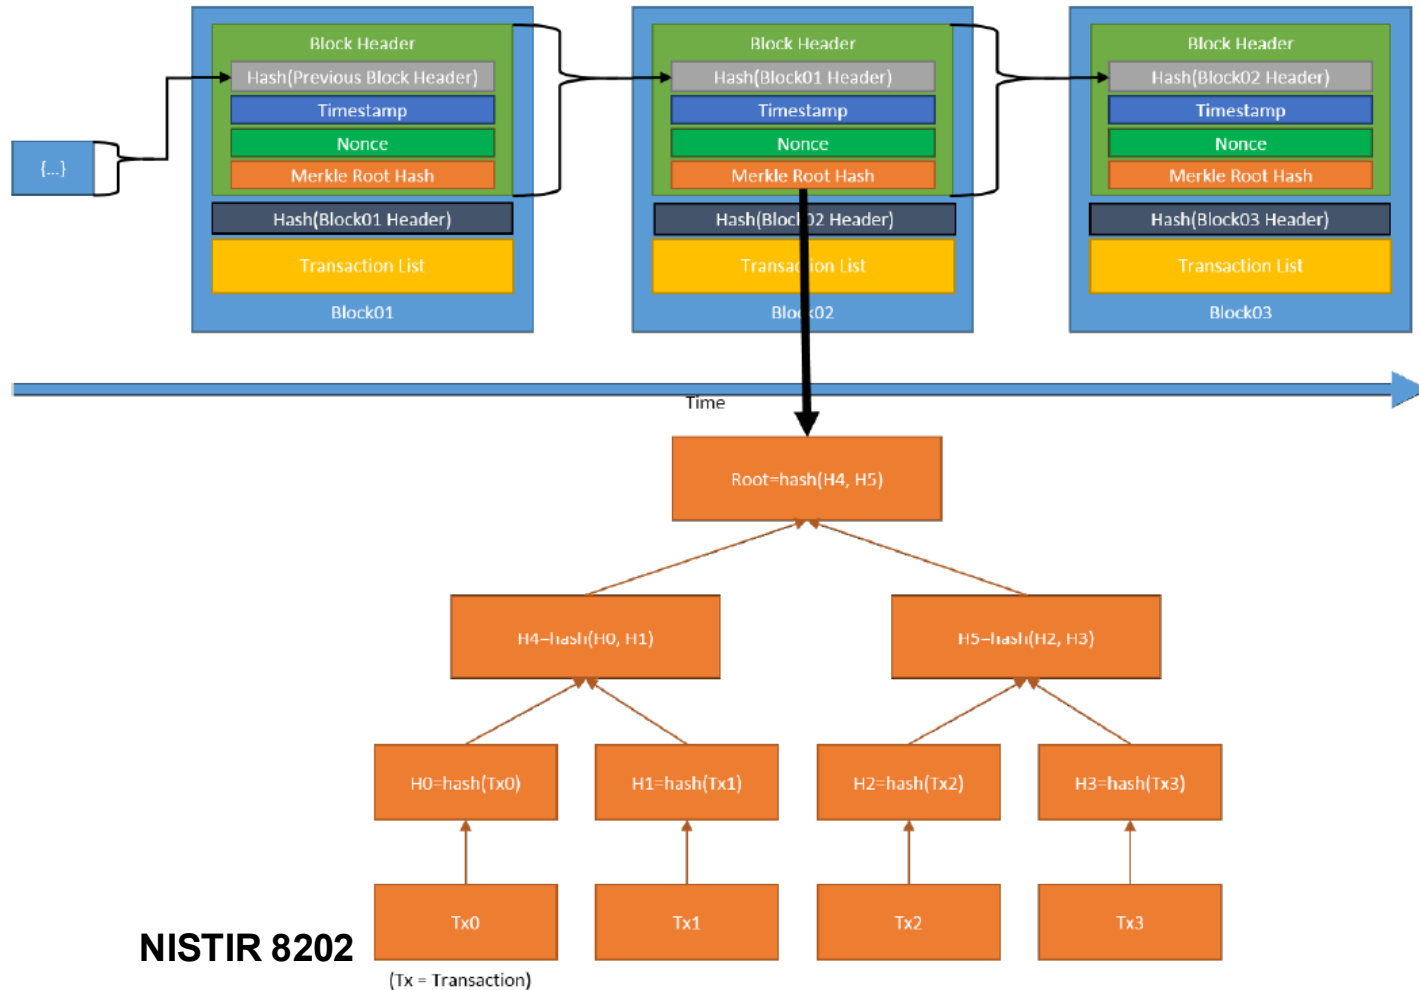 Block Header
Block Header
Block Header
Hash(Previous Block Header)
Hash(Block01 Header)
Hash(Block02 Header)
Timestamp
Timestamp
Timestamp
Nonce
Nonce
Nonce
{...}
Merkle Root Hash
Merkle Root Hash
Merkle Root Hash
Hash(Block01 Header)
Hash(Block02 Header)
Hash(Block03 Header)
Transaction List
Transaction List
Transaction List
Block01
Block02
Block03
Time
Root=hash(H4, H5)
H4=hash(H0, H1)
H5=hash(H2, H3)
H0=hash(Tx0)
H1=hash(Tx1)
H2=hash(Tx2)
H3=hash(Tx3)
Tx0
Tx1
Tx2
Tx3
NISTIR 8202
(Tx = Transaction)